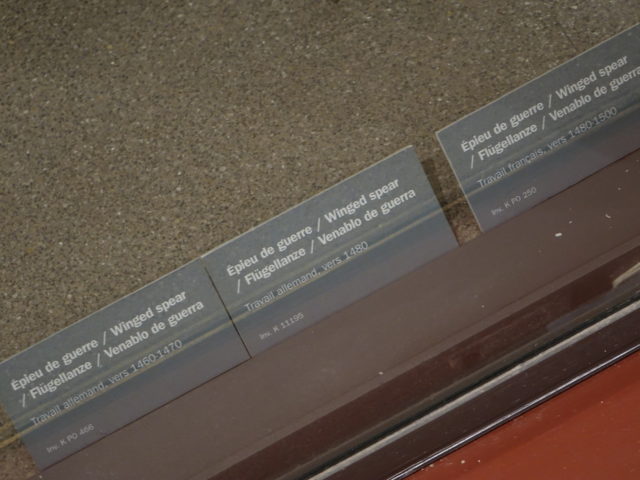 Épieu de guerre / Winged spear
/ Flügellanze / Venablo de guerra
Travail allemand, vers 1460-1470
Inv. K PO 466
Épieu de guerre / Winged spear
/ Flügellanze / Venablo de guerra
Travail allemand, vers 1480
Inv. K 11195
Épieu de guerre / Winged spear
/ Flügellanze / Venablo de guerra
Travail français, vers 1480-1500
Inv. K PO 250